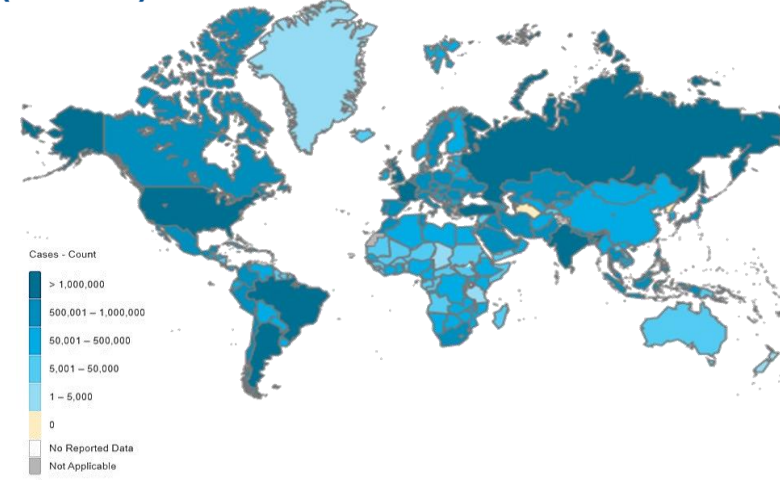 Cases - Count
> 1,000,000
500,001 – 1,000,000
50,001 – 500,000
5,001 – 50,000
1 – 5,000
0
No Reported Data
Not Applicable